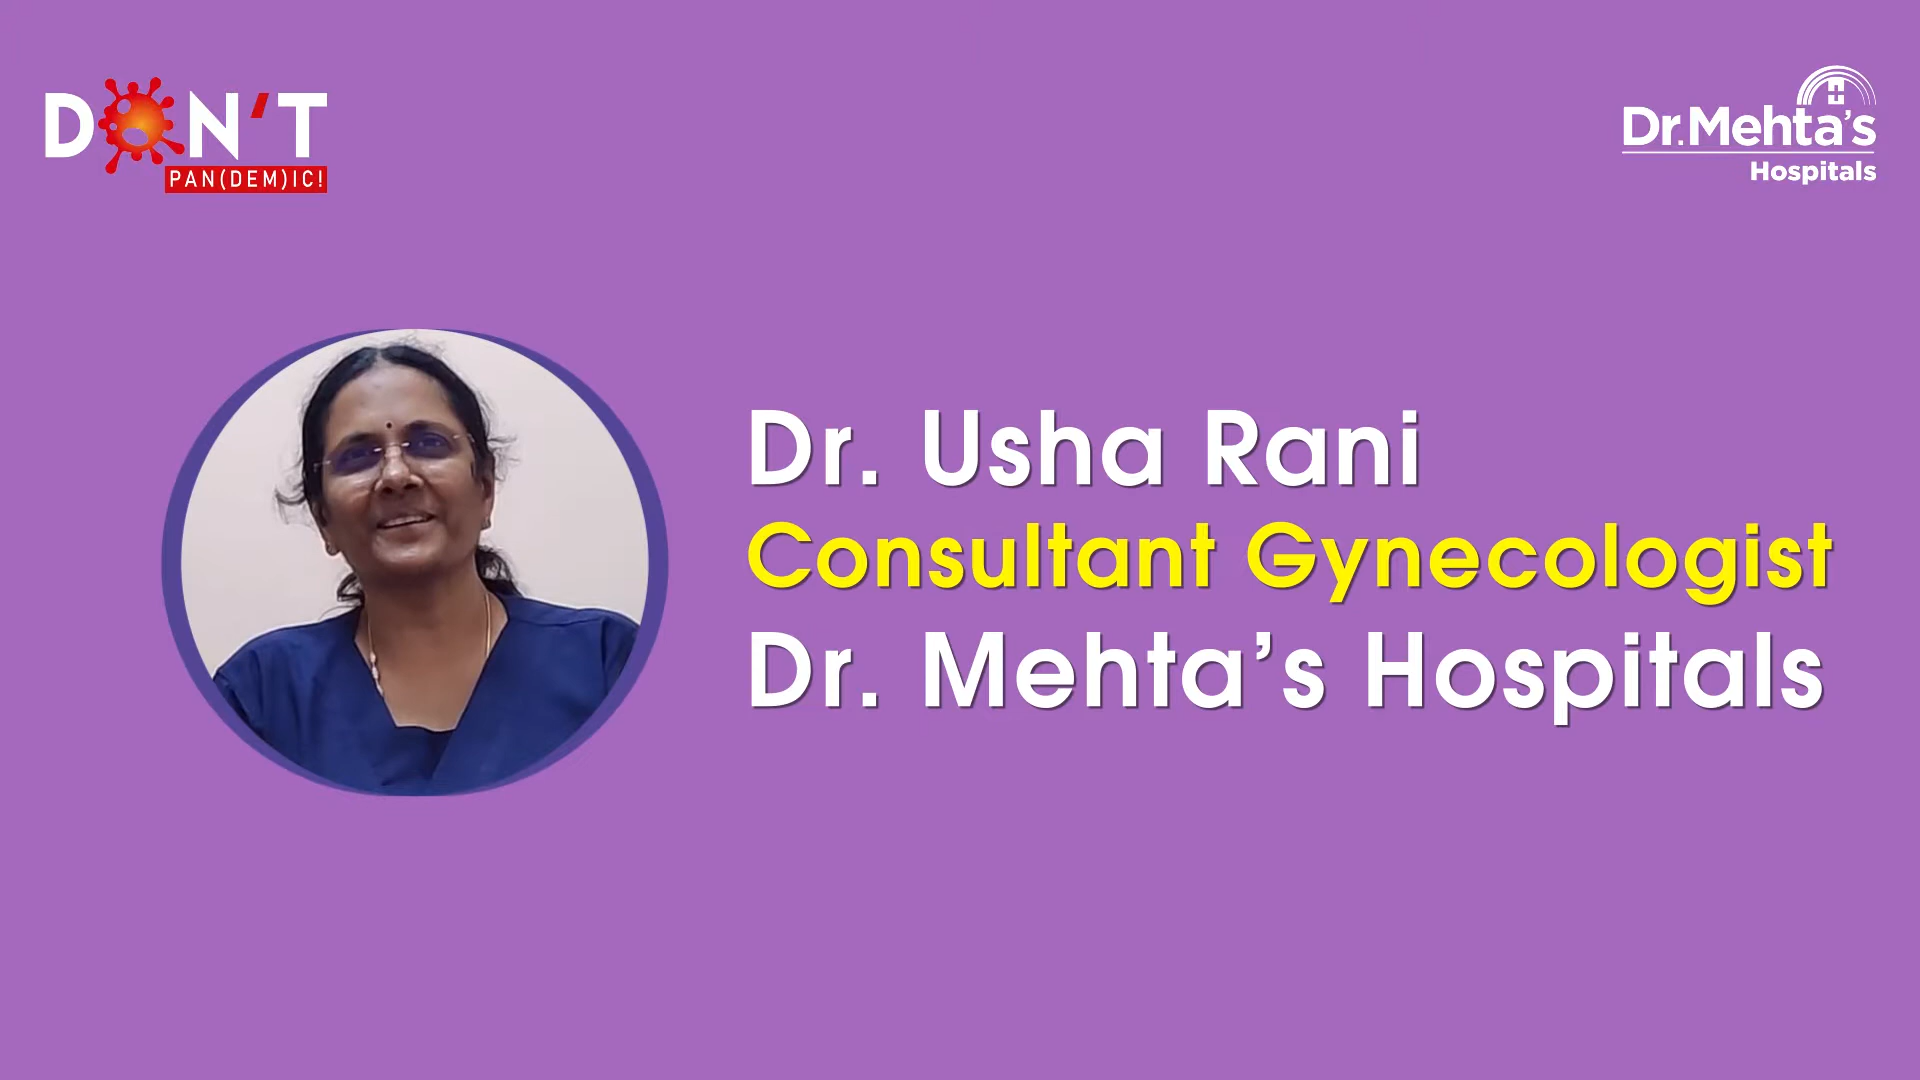 DON'T
PAN(DEM)IC!
Dr.Mehta's
Hospitals
Dr. Usha Rani
Consultant Gynecologist
Dr. Mehta’s Hospitals